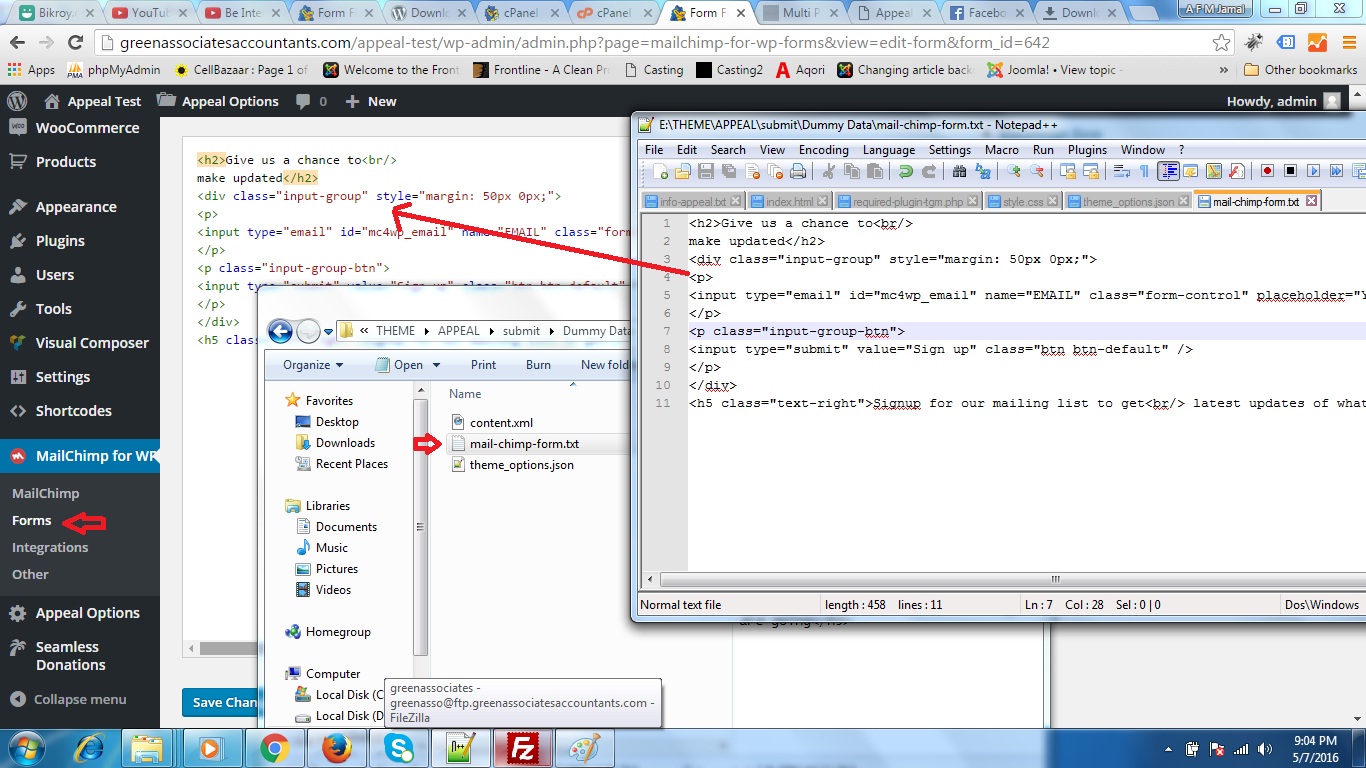 Bikroy.
YouTub
Be Inte
Form F
Downlo
cPanel
cPanel
Form F
Multi P
Appeal
Facebo
Downlo
A F M Jamal
greenassociatesaccountants.com/appeal-test/wp-admin/admin.php?page=mailchimp-for-wp-forms&view=edit-form&form_id=642
Apps
phpMyAdmin
CellBazaar : Page 1 of
Welcome to the Front
Frontline - A Clean Pr
Casting
Casting2
Aqori
Changing article back
Joomla! • View topic -
»
Other bookmarks
Appeal Test
Appeal Options
0
New
Howdy, admin
WooCommerce
Products
Appearance
Plugins
Users
Tools
Visual Composer
Settings
Shortcodes
MailChimp for WP
MailChimp
Forms
Integrations
Other
Appeal Options
Seamless
Donations
Collapse menu
<h2>Give us a chance to<br/>
make updated</h2>
<div class="input-group" style="margin: 50px 0px;">
<p>
<input type="email" id="mc4wp_email" name="EMAIL" class="form
</p>
<p class="input-group-btn">
<input type="submit" value="Sign up" class="btn btn-default"
</p>
</div>
<h5 clas
Save Chan
E:\THEME\APPEAL\submit\Dummy Data\mail-chimp-form.txt - Notepad++
File Edit Search View Encoding Language Settings Macro Run Plugins Window ?
info-appeal.txt
index.html
required-plugin-tgm.php
style.css
theme_options.json
mail-chimp-form.txt
1 <h2>Give us a chance to<br/>
2 make updated</h2>
3 <div class="input-group" style="margin: 50px 0px;">
4 <p>
5 <input type="email" id="mc4wp_email" name="EMAIL" class="form-control" placeholder="Y
6 </p>
7 <p class="input-group-btn">
8 <input type="submit" value="Sign up" class="btn btn-default" />
9 </p>
10 </div>
11 <h5 class="text-right">Signup for our mailing list to get<br/> latest updates of what
Normal text file
length : 458 lines : 11
Ln : 7 Col : 28 Sel : 0 | 0
Dos\Windows
are going</h5>
« THEME
APPEAL
submit
Dummy Data
Organize
Open
Print
Burn
New fold
Favorites
Desktop
Downloads
Recent Places
Libraries
Documents
Music
Pictures
Videos
Homegroup
Computer
Local Disk (C
Local Disk (D
Name
content.xml
mail-chimp-form.txt
theme_options.json
greenassociates -
greenasso@ftp.greenassociatesaccountants.com -
FileZilla
9:04 PM
5/7/2016